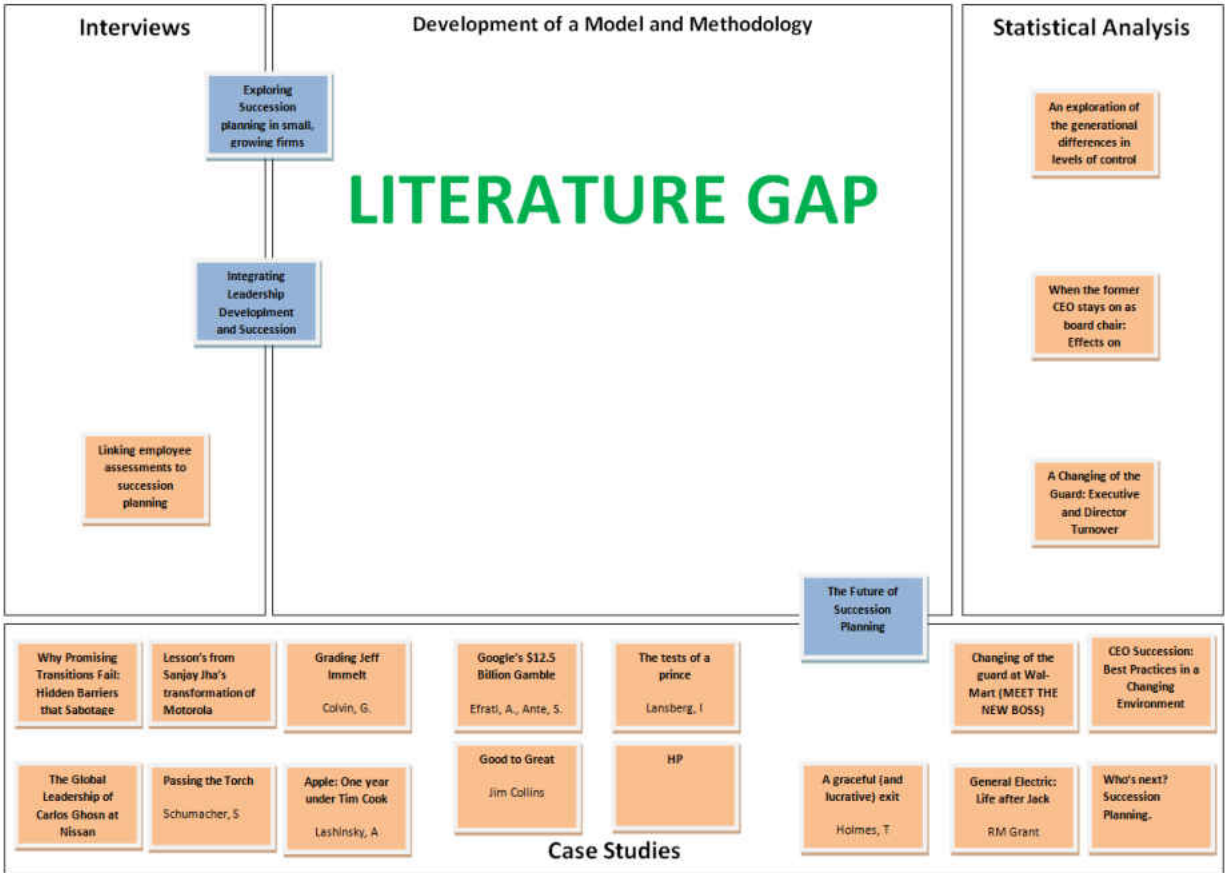 Interviews
Development of a Model and Methodology
Statistical Analysis
Exploring
Succession
planning in small,
growing firms
An exploration of
the generational
differences in
levels of control
LITERATURE GAP
Integrating
Leadership
Development
and Succession
When the former
CEO stays on as
board chair:
Effects on
Linking employee
assessments to
succession
planning
A Changing of the
Guard: Executive
and Director
Turnover
The Future of
Succession
Planning
Why Promising
Transitions Fail:
Hidden Barriers
that Sabotage
Lesson's from
Sanjay Jha's
transformation of
Motorola
Grading Jeff
Immelt
Colvin, G.
Google's $12.5
Billion Gamble
Efrati, A., Ante, S.
The tests of a
prince
Lansberg, I
Changing of the
guard at Wal-
Mart (MEET THE
NEW BOSS)
CEO Succession:
Best Practices in a
Changing
Environment
The Global
Leadership of
Carlos Ghosn at
Nissan
Passing the Torch
Schumacher, S
Apple: One year
under Tim Cook
Lashinsky, A
Good to Great
Jim Collins
HP
A graceful (and
lucrative) exit
Holmes, T
General Electric:
Life after Jack
RM Grant
Who's next?
Succession
Planning.
Case Studies